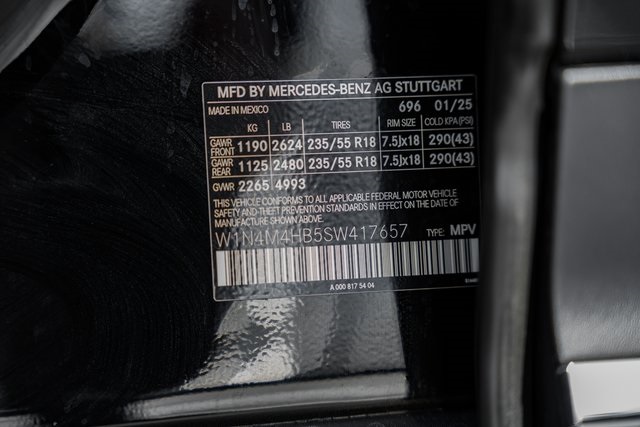 MFD BY MERCEDES-BENZ AG STUTTGART
MADE IN MEXICO 696 01/25
KG LB TIRES RIM SIZE COLD KPA(PSI)
GAWR FRONT 1190 2624 235/55 R18 7.5Jx18 290(43)
GAWR REAR 1125 2480 235/55 R18 7.5Jx18 290(43)
GVWR 2265 4993
THIS VEHICLE CONFORMS TO ALL APPLICABLE FEDERAL MOTOR VEHICLE
SAFETY AND THEFT PREVENTION STANDARDS IN EFFECT ON THE DATE OF
MANUFACTURE SHOWN ABOVE.
W1N4M4HB5SW417657 TYPE: MPV
A 000 817 54 04